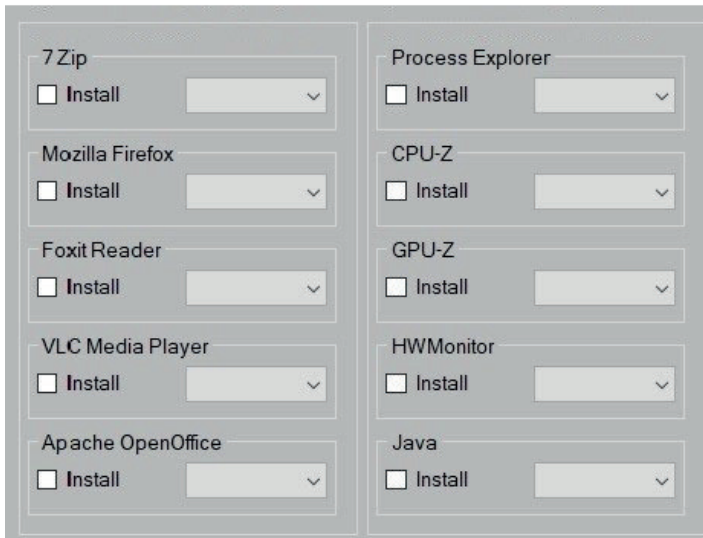 7 Zip
Install
Mozilla Firefox
Install
Foxit Reader
Install
VLC Media Player
Install
Apache OpenOffice
Install
Process Explorer
Install
CPU-Z
Install
GPU-Z
Install
HWMonitor
Install
Java
Install